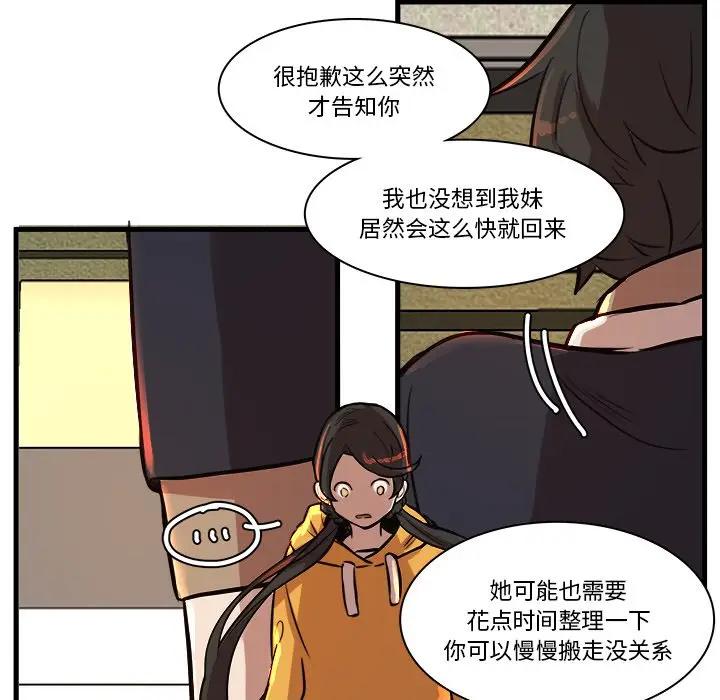 很抱歉这么突然
才告知你
我也没想到我妹
居然会这么快就回来
...
她可能也需要
花点时间整理一下
你可以慢慢搬走没关系